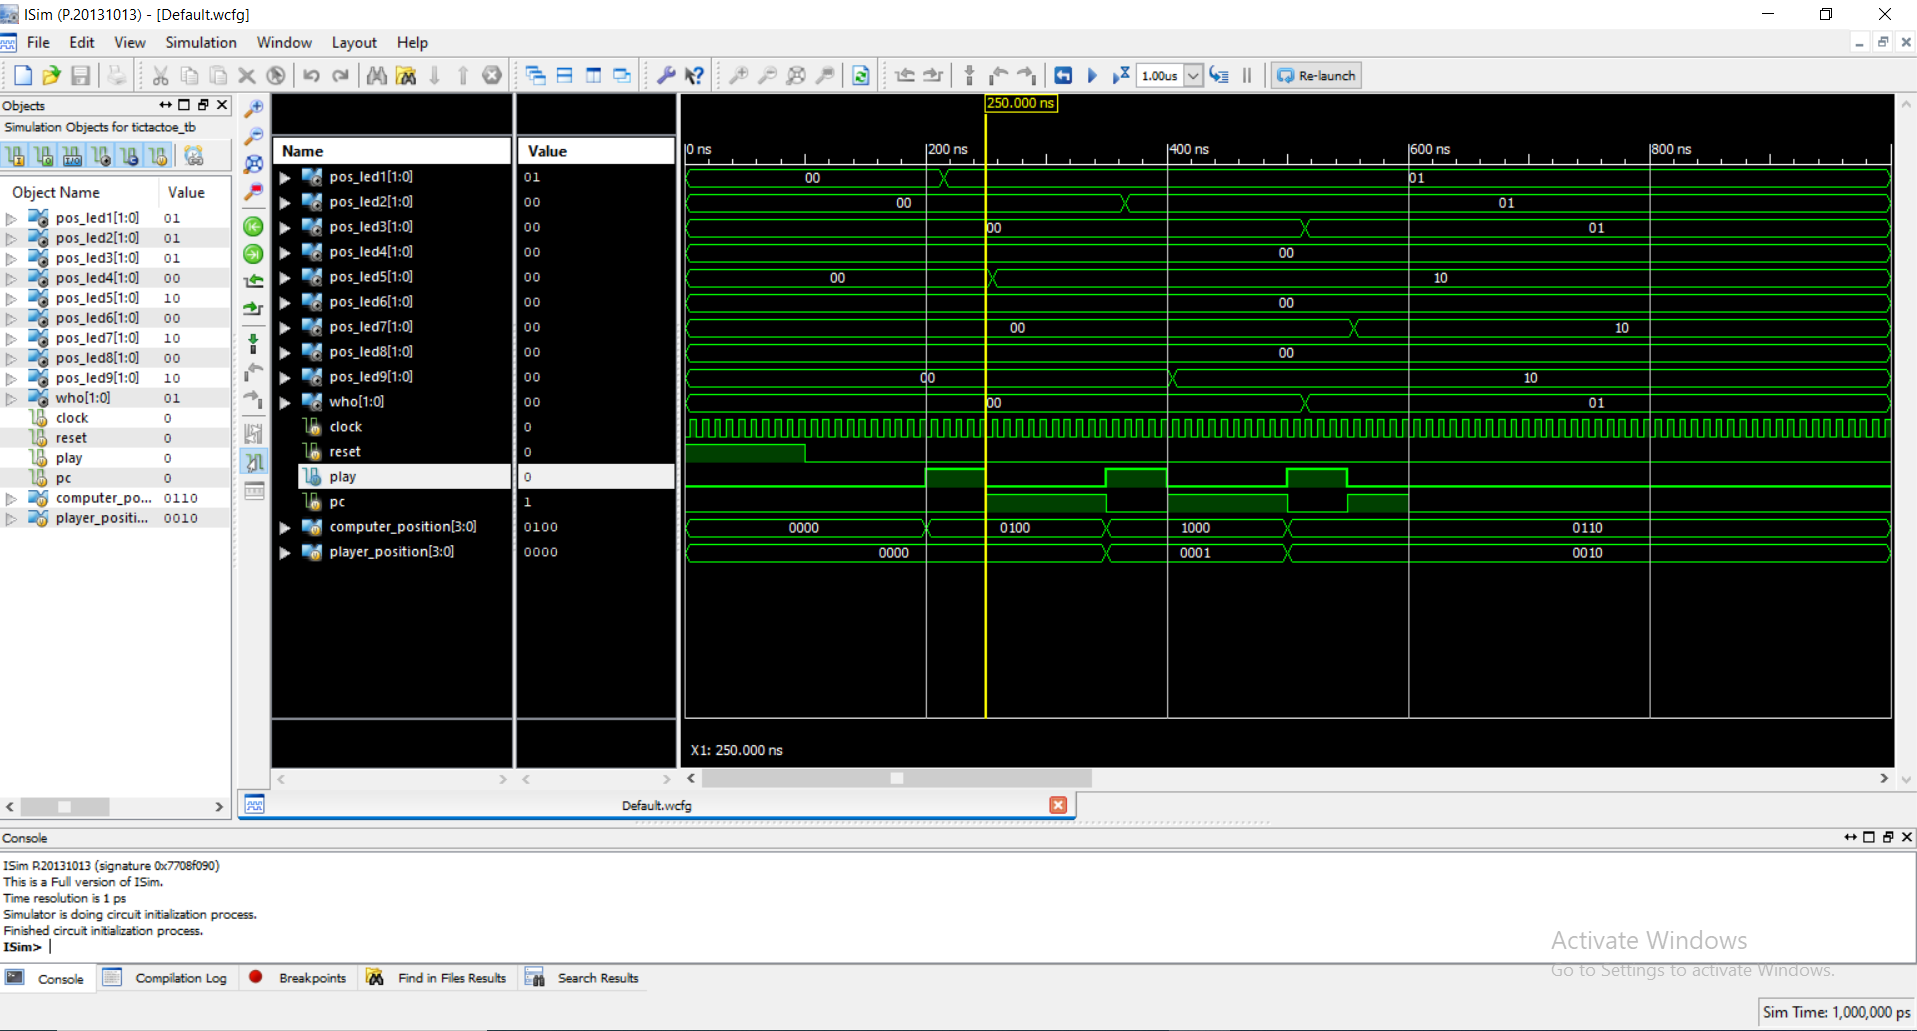 ISim (P.20131013) - [Default.wcfg]
File Edit View Simulation Window Layout Help
1.00us Re-launch
Objects
Simulation Objects for tictactoe_tb
Object Name Value
pos_led1[1:0] 01
pos_led2[1:0] 01
pos_led3[1:0] 01
pos_led4[1:0] 00
pos_led5[1:0] 10
pos_led6[1:0] 00
pos_led7[1:0] 10
pos_led8[1:0] 00
pos_led9[1:0] 10
who[1:0] 01
clock 0
reset 0
play 0
pc 0
computer_po... 0110
player_positi... 0010
250.000 ns
Name Value
0 ns 200 ns 400 ns 600 ns 800 ns
pos_led1[1:0] 01 00 01
pos_led2[1:0] 00 00 01
pos_led3[1:0] 00 00 01
pos_led4[1:0] 00 00
pos_led5[1:0] 00 00 10
pos_led6[1:0] 00 00
pos_led7[1:0] 00 00 10
pos_led8[1:0] 00 00
pos_led9[1:0] 00 00 10
who[1:0] 00 00 01
clock 0
reset 0
play 0
pc 1
computer_position[3:0] 0100 0000 0100 1000 0110
player_position[3:0] 0000 0000 0001 0010
X1: 250.000 ns
Default.wcfg
Console
ISim P.20131013 (signature 0x7708f090)
This is a Full version of ISim.
Time resolution is 1 ps
Simulator is doing circuit initialization process.
Finished circuit initialization process.
ISim>
Activate Windows
Go to Settings to activate Windows.
Console Compilation Log Breakpoints Find in Files Results Search Results
Sim Time: 1,000,000 ps